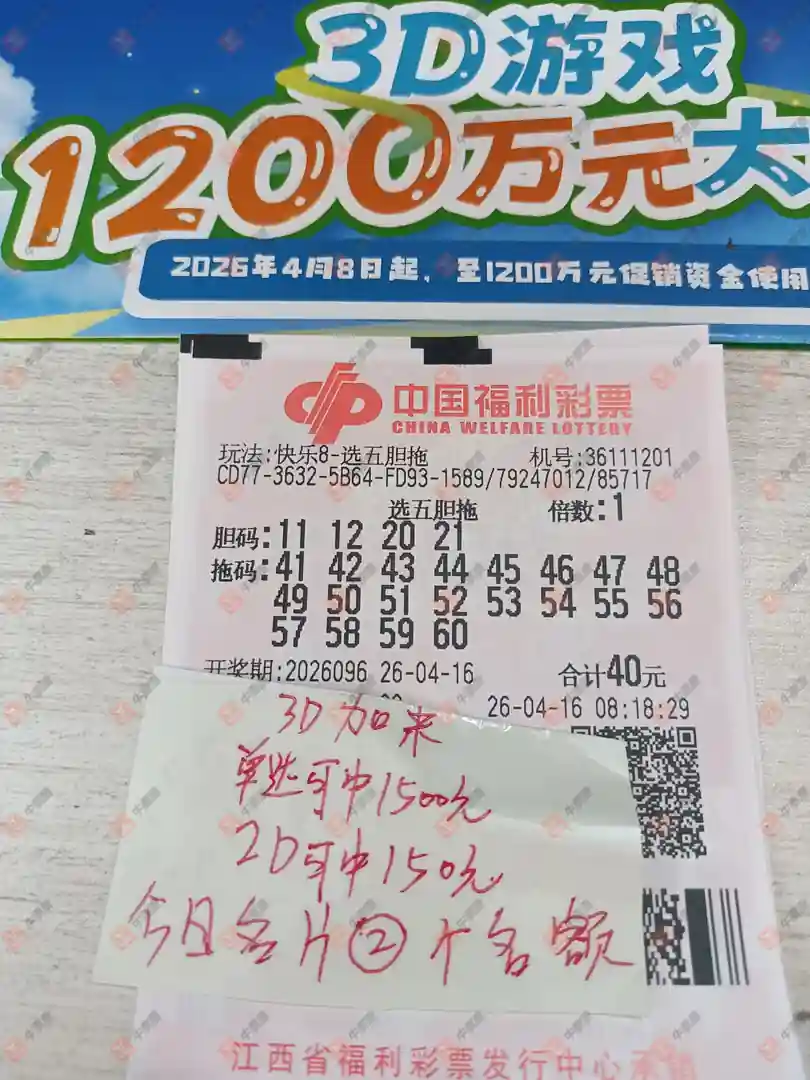 3D游戏
1200万元大
2026年4月8日起，至1200万元促销资金使用
中国福利彩票
CHINA WELFARE LOTTERY
玩法:快乐8-选五胆拖 机号:36111201
CD77-3632-5B64-FD93-1589/79247012/85717
选五胆拖 倍数:1
胆码:11 12 20 21
拖码:41 42 43 44 45 46 47 48
49 50 51 52 53 54 55 56
57 58 59 60
开奖期:2026096 26-04-16 合计40元
26-04-16 08:18:29
3D加来
单选可中1500元
2D可中150元
今日名片②个名额
江西省福利彩票发行中心承销